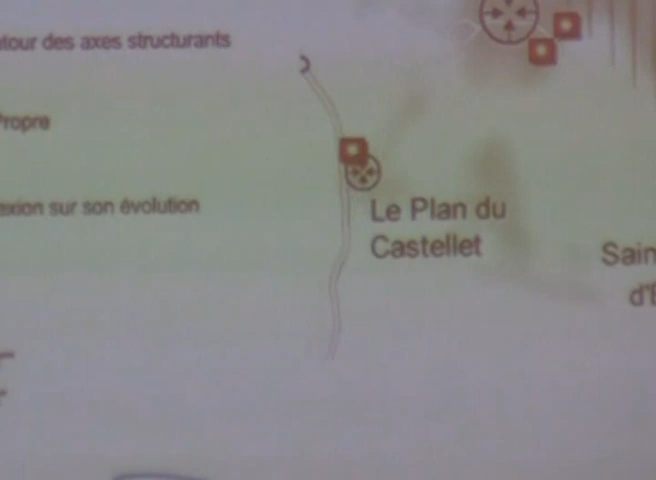 tour des axes structurants
Propre
exion sur son évolution
Le Plan du
Castellet
Sain
d'